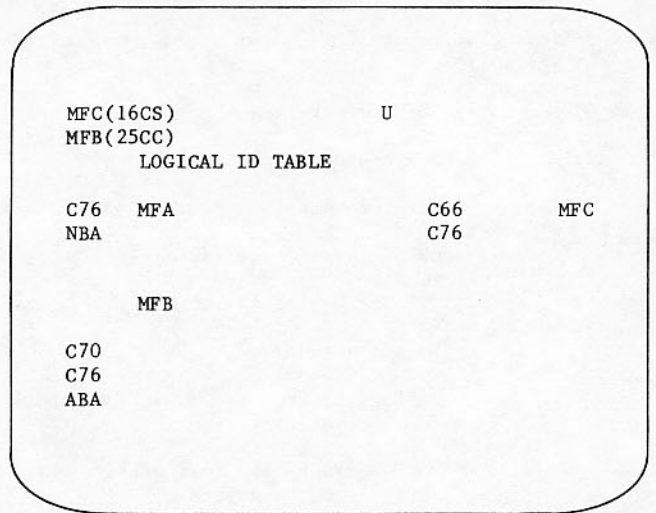 MFC(16CS) U
MFB(25CC)
LOGICAL ID TABLE
C76 MFA C66 MFC
NBA C76
MFB
C70
C76
ABA